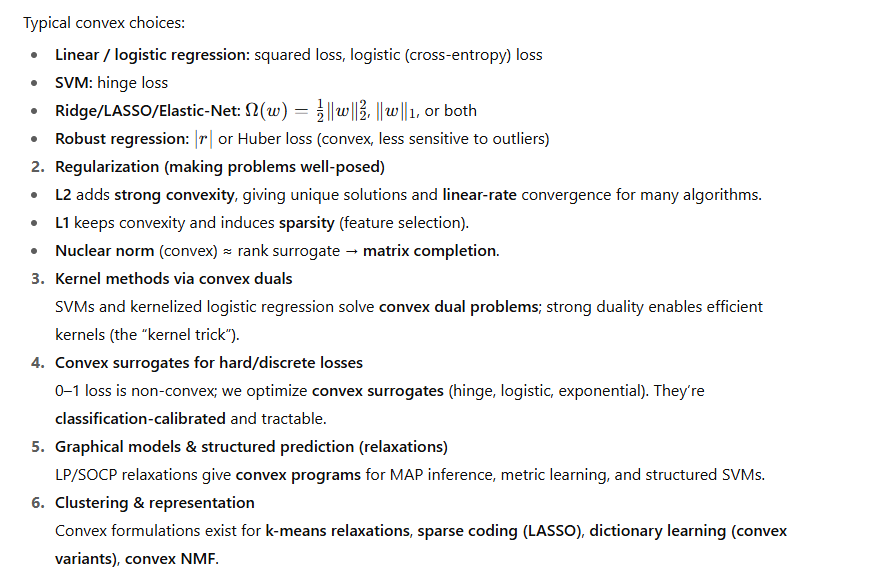 Typical convex choices:
• Linear / logistic regression: squared loss, logistic (cross-entropy) loss
• SVM: hinge loss
• Ridge/LASSO/Elastic-Net: Ω(w) = ½‖w‖₂², ‖w‖₁, or both
• Robust regression: |r| or Huber loss (convex, less sensitive to outliers)
2. Regularization (making problems well-posed)
• L2 adds strong convexity, giving unique solutions and linear-rate convergence for many algorithms.
• L1 keeps convexity and induces sparsity (feature selection).
• Nuclear norm (convex) ≈ rank surrogate → matrix completion.
3. Kernel methods via convex duals
SVMs and kernelized logistic regression solve convex dual problems; strong duality enables efficient
kernels (the “kernel trick”).
4. Convex surrogates for hard/discrete losses
0–1 loss is non-convex; we optimize convex surrogates (hinge, logistic, exponential). They’re
classification-calibrated and tractable.
5. Graphical models & structured prediction (relaxations)
LP/SOCP relaxations give convex programs for MAP inference, metric learning, and structured SVMs.
6. Clustering & representation
Convex formulations exist for k-means relaxations, sparse coding (LASSO), dictionary learning (convex
variants), convex NMF.